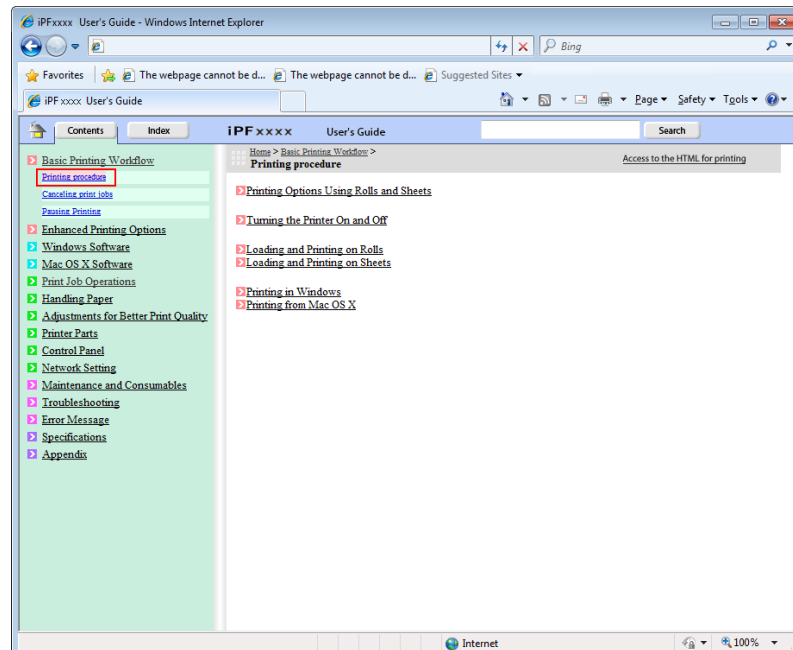 iPFxxxx User's Guide - Windows Internet Explorer
Bing
Favorites The webpage cannot be d... The webpage cannot be d... Suggested Sites
iPF xxxx User's Guide Page Safety Tools
Contents Index iPF xxxx User's Guide Search
Home > Basic Printing Workflow >
Printing procedure
Access to the HTML for printing
Basic Printing Workflow
Printing procedure
Canceling print jobs
Pausing Printing
Enhanced Printing Options
Windows Software
Mac OS X Software
Print Job Operations
Handling Paper
Adjustments for Better Print Quality
Printer Parts
Control Panel
Network Setting
Maintenance and Consumables
Troubleshooting
Error Message
Specifications
Appendix
Printing Options Using Rolls and Sheets
Turning the Printer On and Off
Loading and Printing on Rolls
Loading and Printing on Sheets
Printing in Windows
Printing from Mac OS X
Internet 100%